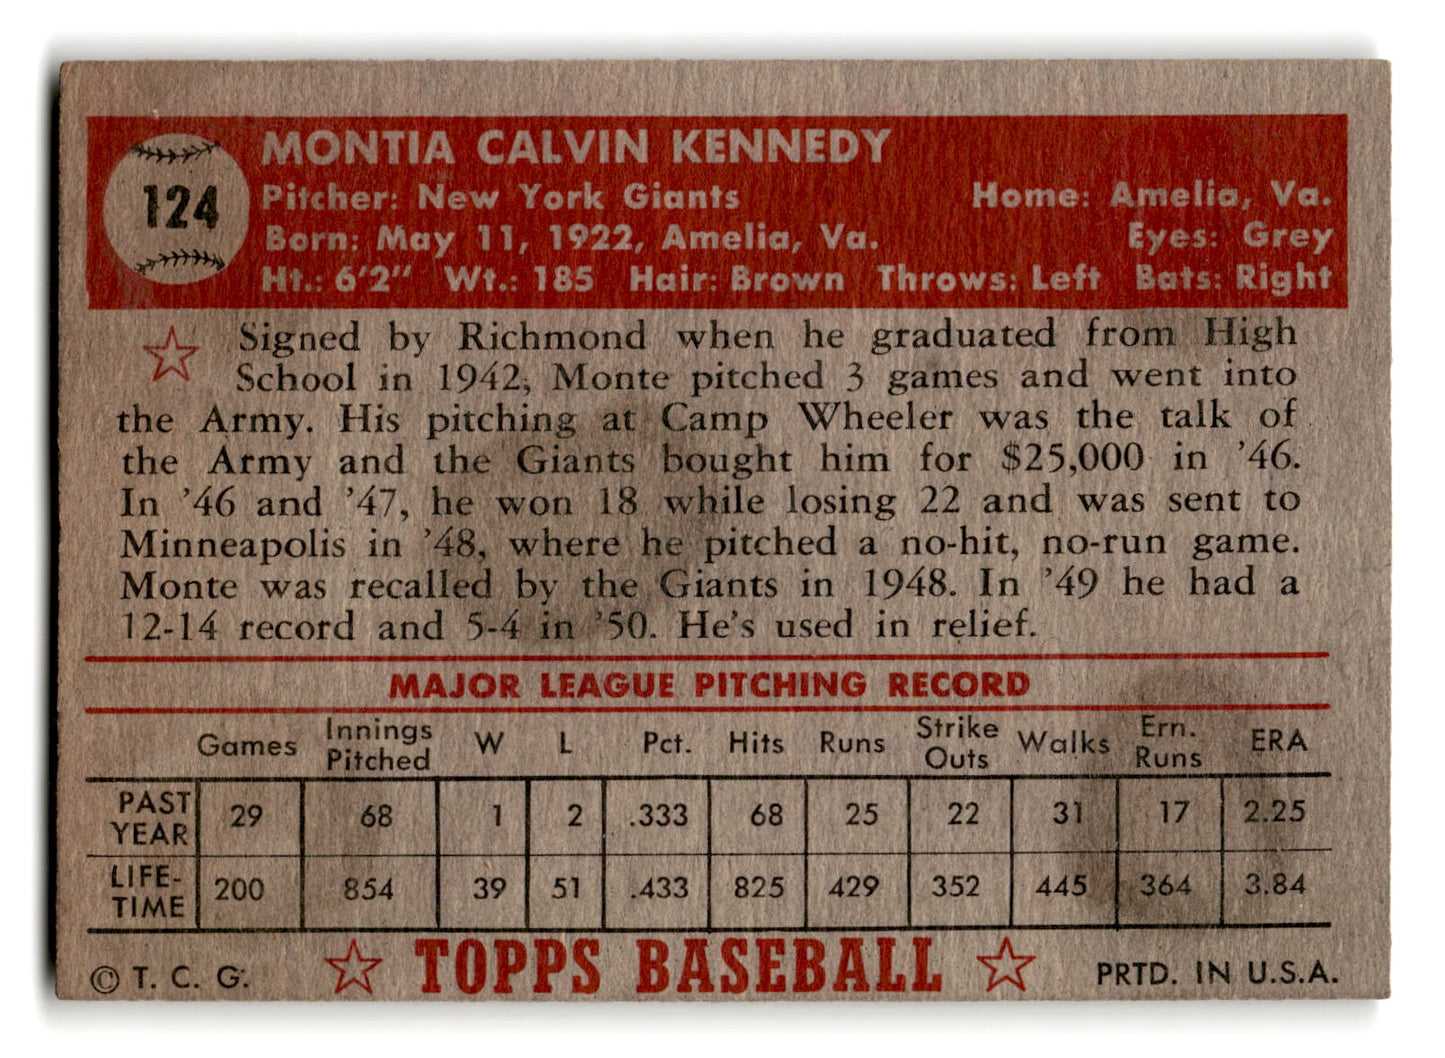 124
MONTIA CALVIN KENNEDY
Pitcher: New York Giants Home: Amelia, Va.
Born: May 11, 1922, Amelia, Va. Eyes: Grey
Ht.: 6'2" Wt.: 185 Hair: Brown Throws: Left Bats: Right
Signed by Richmond when he graduated from High
School in 1942, Monte pitched 3 games and went into
the Army. His pitching at Camp Wheeler was the talk of
the Army and the Giants bought him for $25,000 in '46.
In '46 and '47, he won 18 while losing 22 and was sent to
Minneapolis in '48, where he pitched a no-hit, no-run game.
Monte was recalled by the Giants in 1948. In '49 he had a
12-14 record and 5-4 in '50. He's used in relief.
MAJOR LEAGUE PITCHING RECORD
Games Innings Pitched W L Pct. Hits Runs Strike Outs Walks Ern. Runs ERA
PAST YEAR 29 68 1 2 .333 68 25 22 31 17 2.25
LIFE-TIME 200 854 39 51 .433 825 429 352 445 364 3.84
© T. C. G. TOPPS BASEBALL PRTD. IN U.S.A.